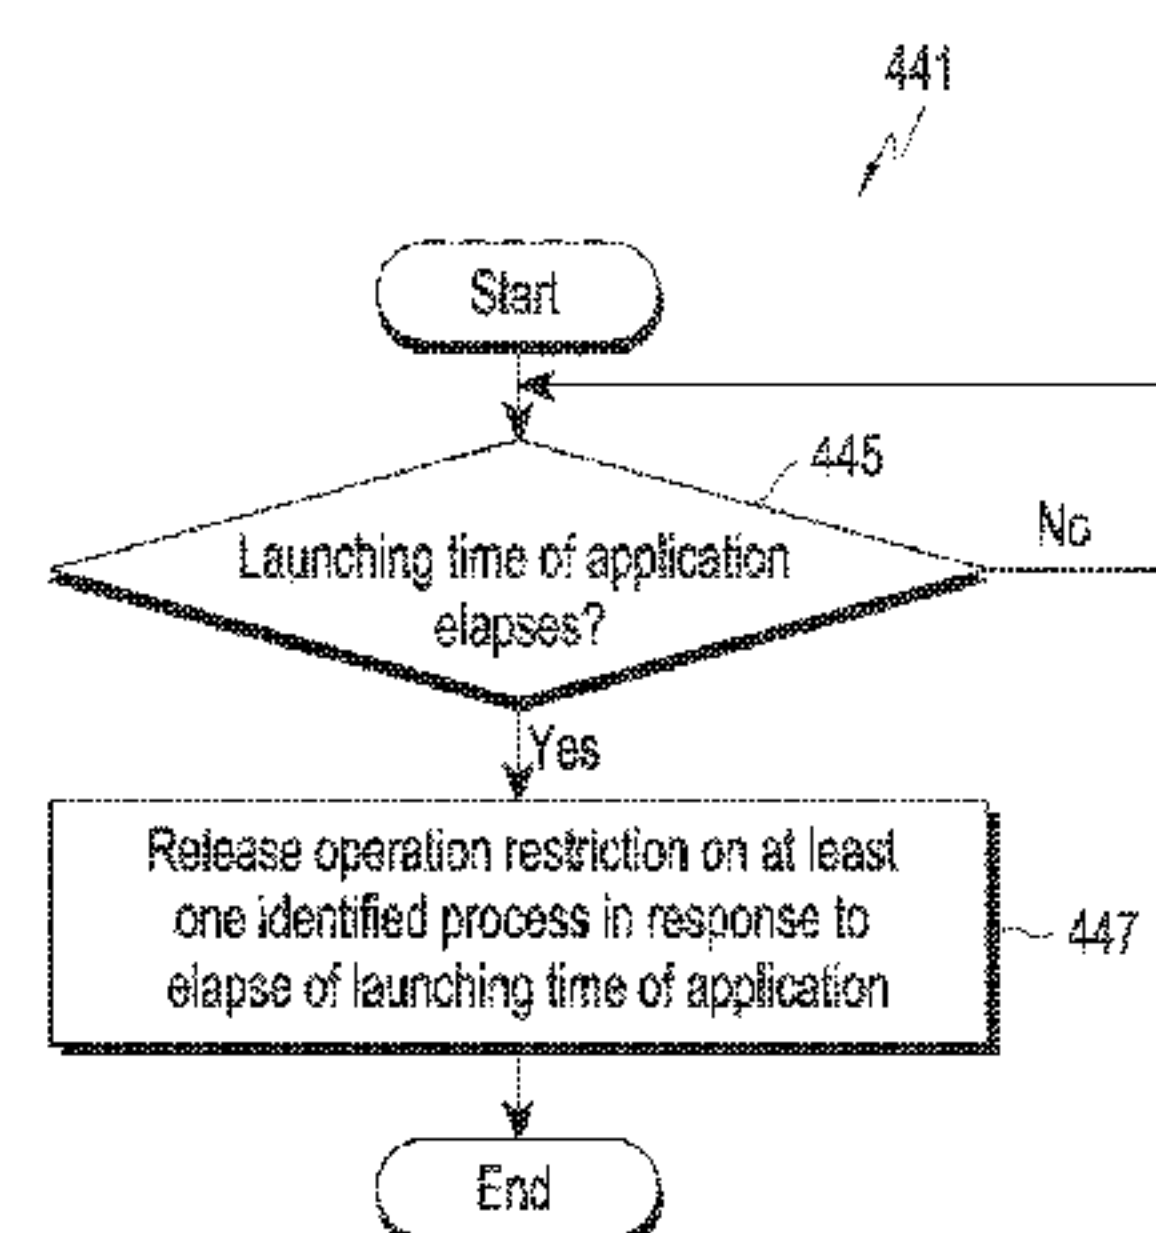 441
Start
445
No
Launching time of application
elapses?
Yes
Release operation restriction on at least
one identified process in response to
elapse of launching time of application
447
End